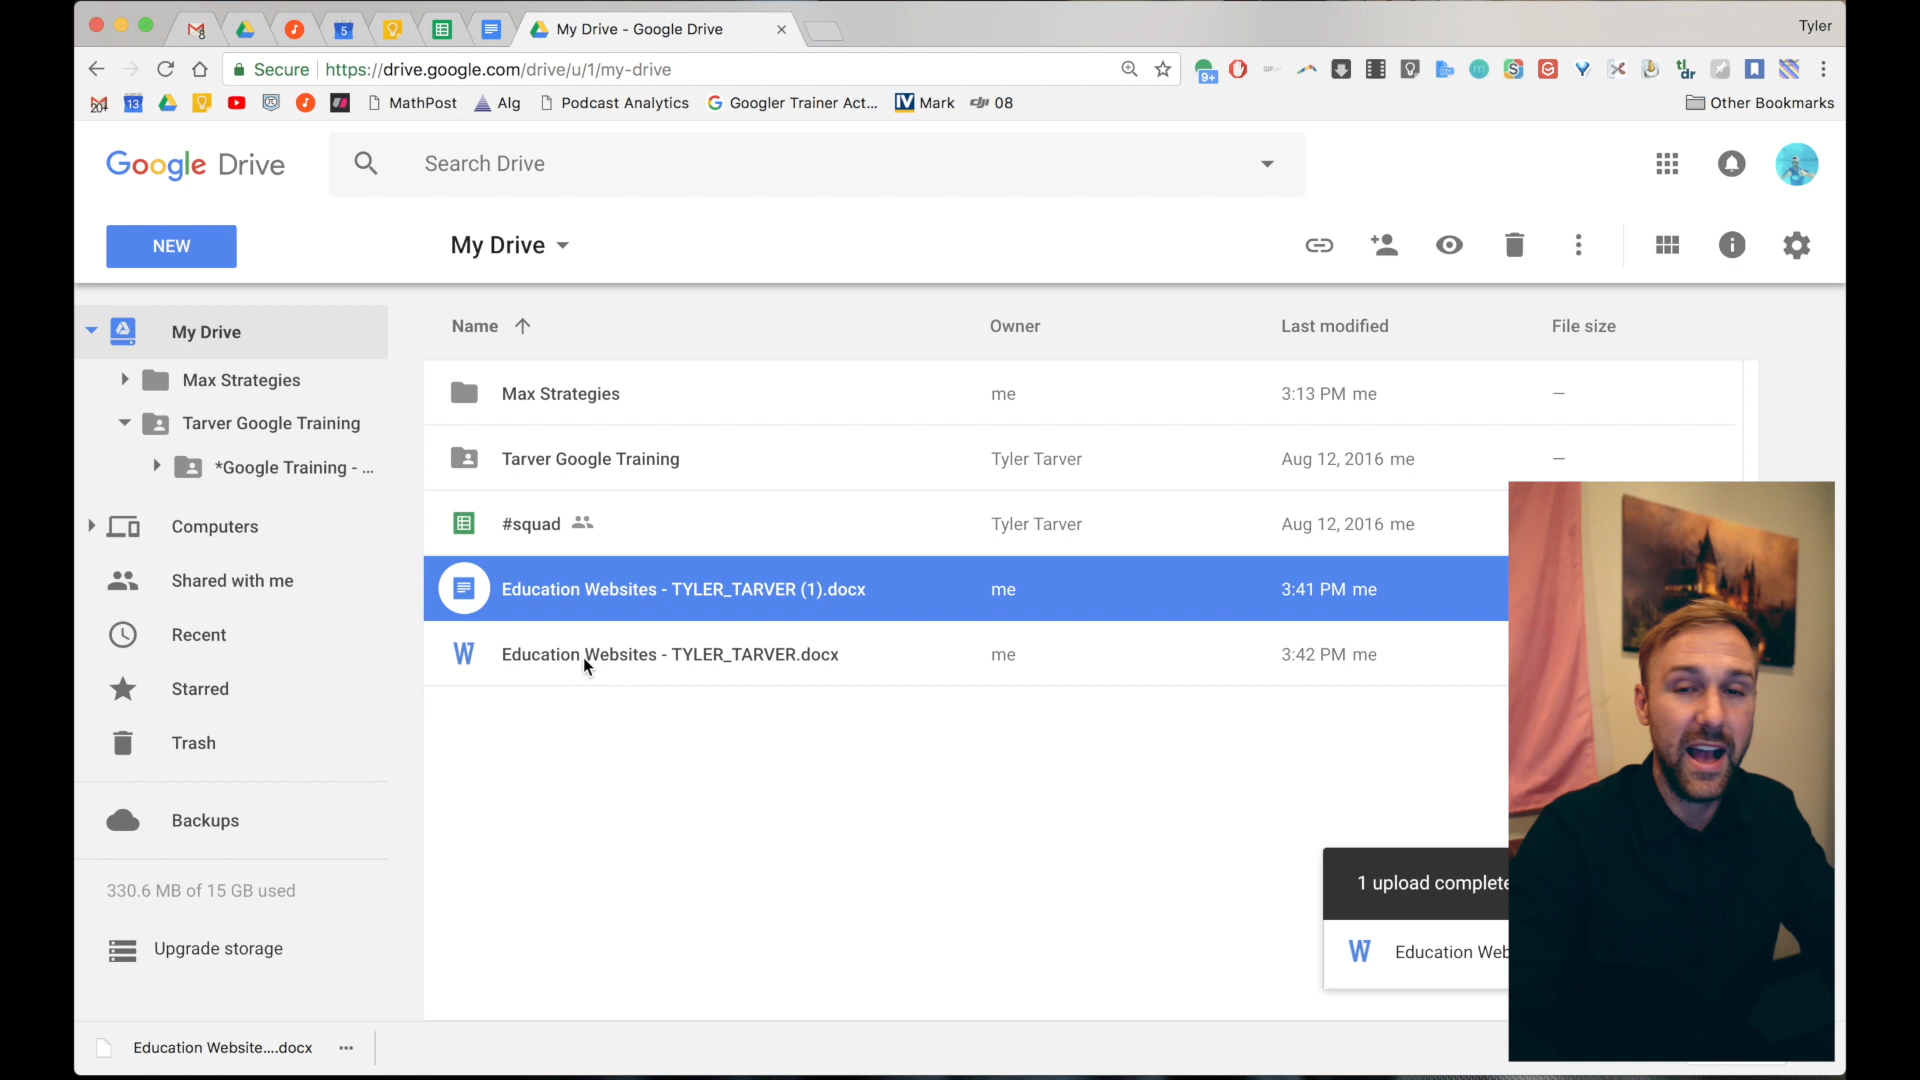 My Drive - Google Drive
Tyler
Secure https://drive.google.com/drive/u/1/my-drive
MathPost Alg Podcast Analytics Googler Trainer Act... Mark 08 Other Bookmarks
Google Drive
Search Drive
NEW
My Drive
My Drive
Max Strategies
Tarver Google Training
*Google Training - ...
Computers
Shared with me
Recent
Starred
Trash
Backups
330.6 MB of 15 GB used
Upgrade storage
Name Owner Last modified File size
Max Strategies me 3:13 PM me —
Tarver Google Training Tyler Tarver Aug 12, 2016 me —
#squad Tyler Tarver Aug 12, 2016 me
Education Websites - TYLER_TARVER (1).docx me 3:41 PM me
Education Websites - TYLER_TARVER.docx me 3:42 PM me
1 upload complete
Education Web
Education Website....docx